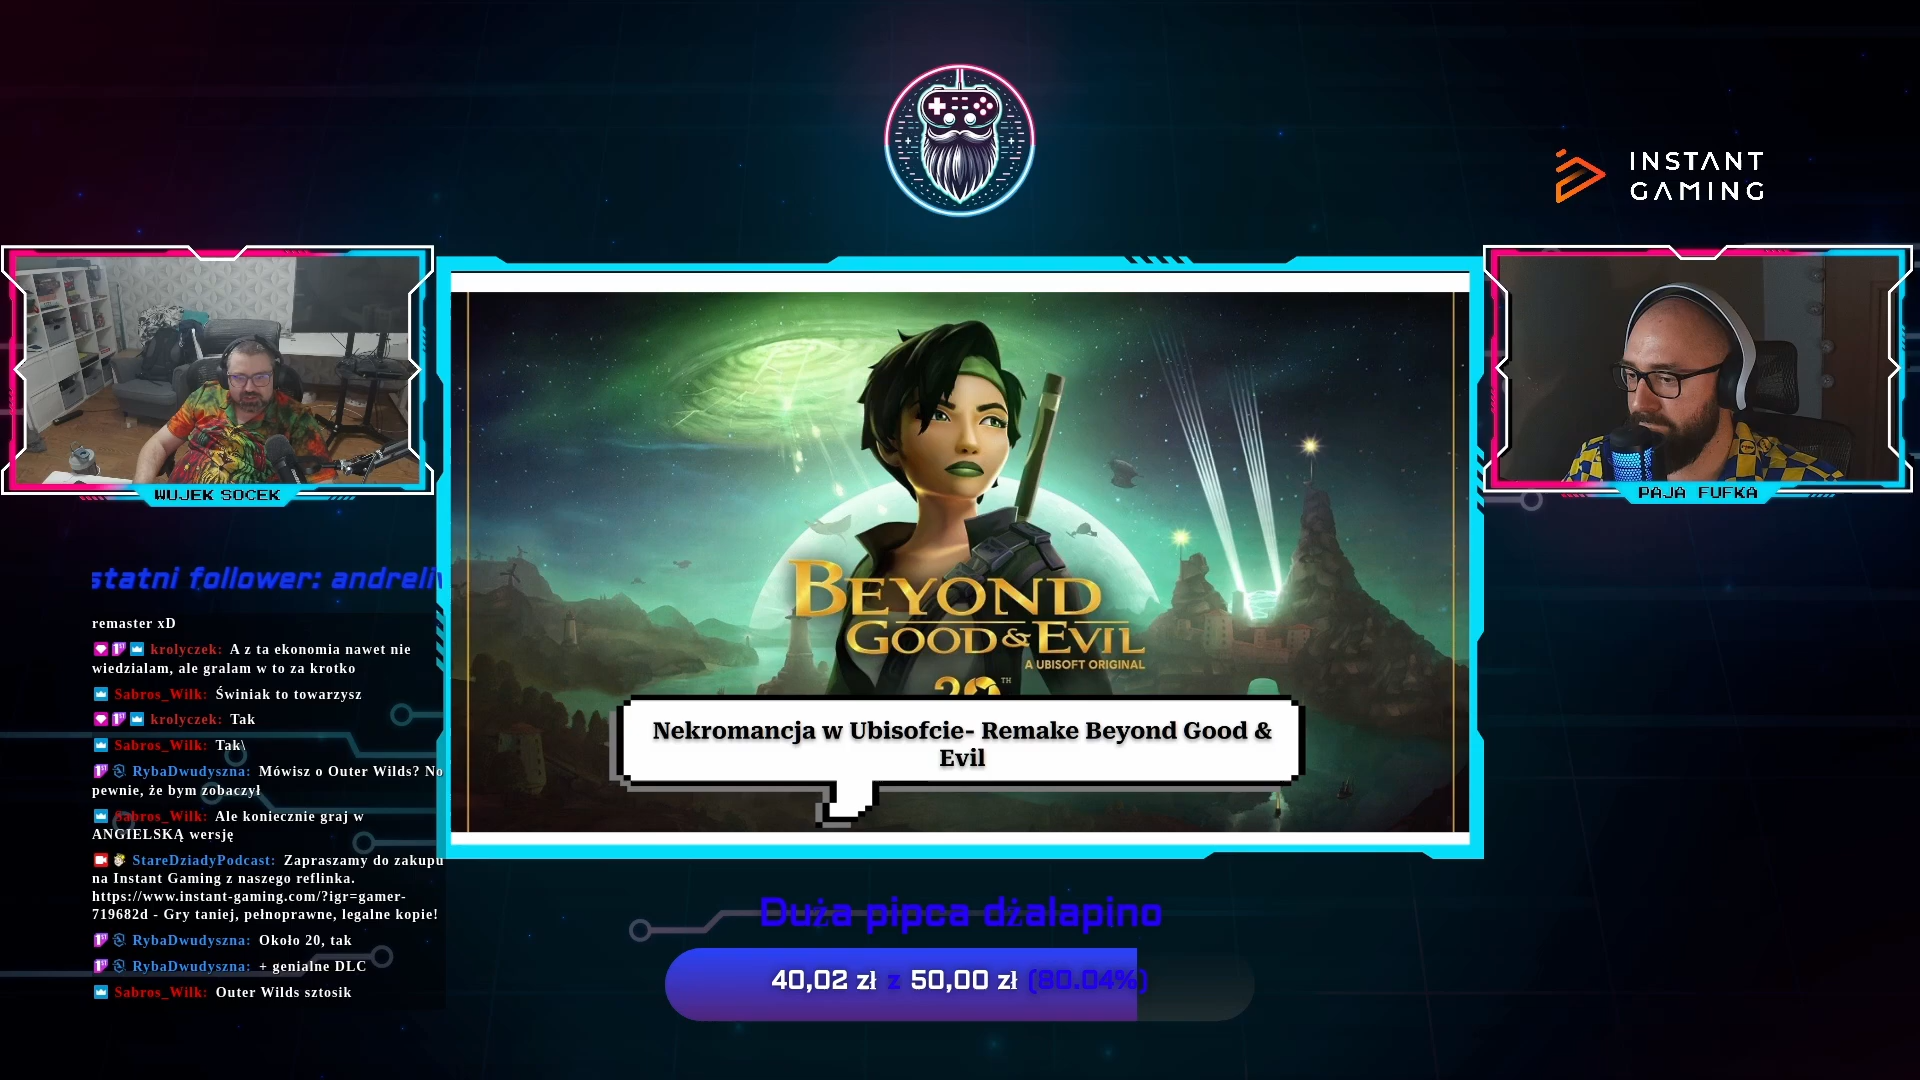 INSTANT
GAMING
WUJEK SOCEK
PAJA FUFKA
statni follower: andreli
remaster xD
krolyczek: A z ta ekonomia nawet nie
wiedzialam, ale gralam w to za krotko
Sabros_Wilk: Świniak to towarzysz
krolyczek: Tak
Sabros_Wilk: Tak\
RybaDwudyszna: Mówisz o Outer Wilds? No
pewnie, że bym zobaczył
Sabros_Wilk: Ale koniecznie graj w
ANGIELSKĄ wersję
StareDziadyPodcast: Zapraszamy do zakupu
na Instant Gaming z naszego reflinka.
https://www.instant-gaming.com/?igr=gamer-
719682d - Gry taniej, pełnoprawne, legalne kopie!
RybaDwudyszna: Około 20, tak
RybaDwudyszna: + genialne DLC
Sabros_Wilk: Outer Wilds sztosik
BEYOND
GOOD & EVIL
A UBISOFT ORIGINAL
20TH
Nekromancja w Ubisofcie- Remake Beyond Good &
Evil
Duża pipca dżalapino
40,02 zł z 50,00 zł (80.04%)